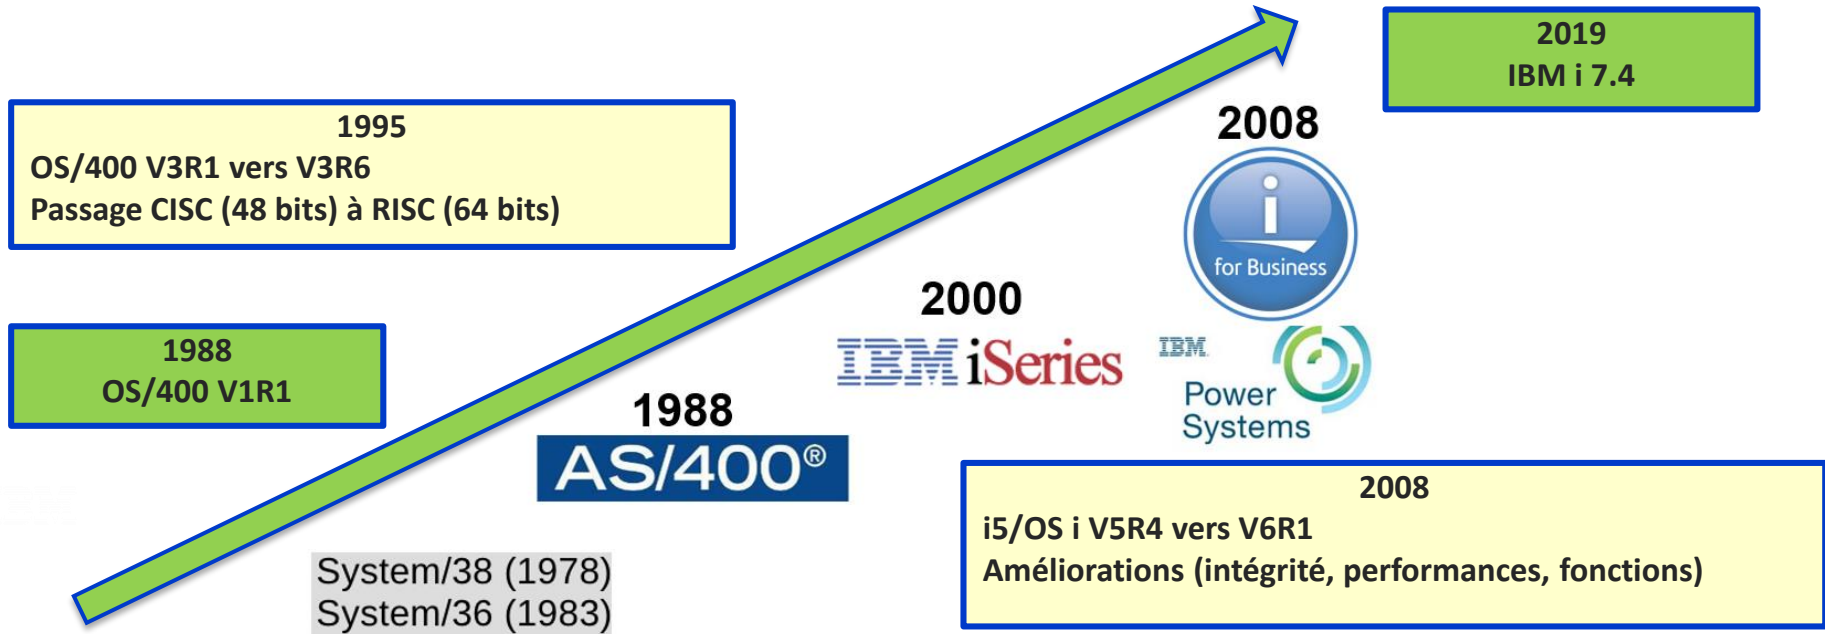 2019
IBM i 7.4
1995
OS/400 V3R1 vers V3R6
Passage CISC (48 bits) à RISC (64 bits)
2008
i
for Business
2000
IBM iSeries
1988
OS/400 V1R1
IBM
Power
Systems
1988
AS/400®
2008
i5/OS i V5R4 vers V6R1
Améliorations (intégrité, performances, fonctions)
System/38 (1978)
System/36 (1983)